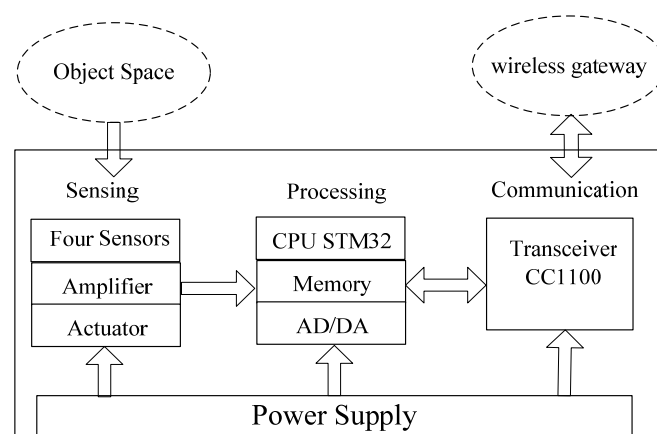 Object Space
wireless gateway
Sensing
Processing
Communication
Four Sensors
Amplifier
Actuator
CPU STM32
Memory
AD/DA
Transceiver
CC1100
Power Supply